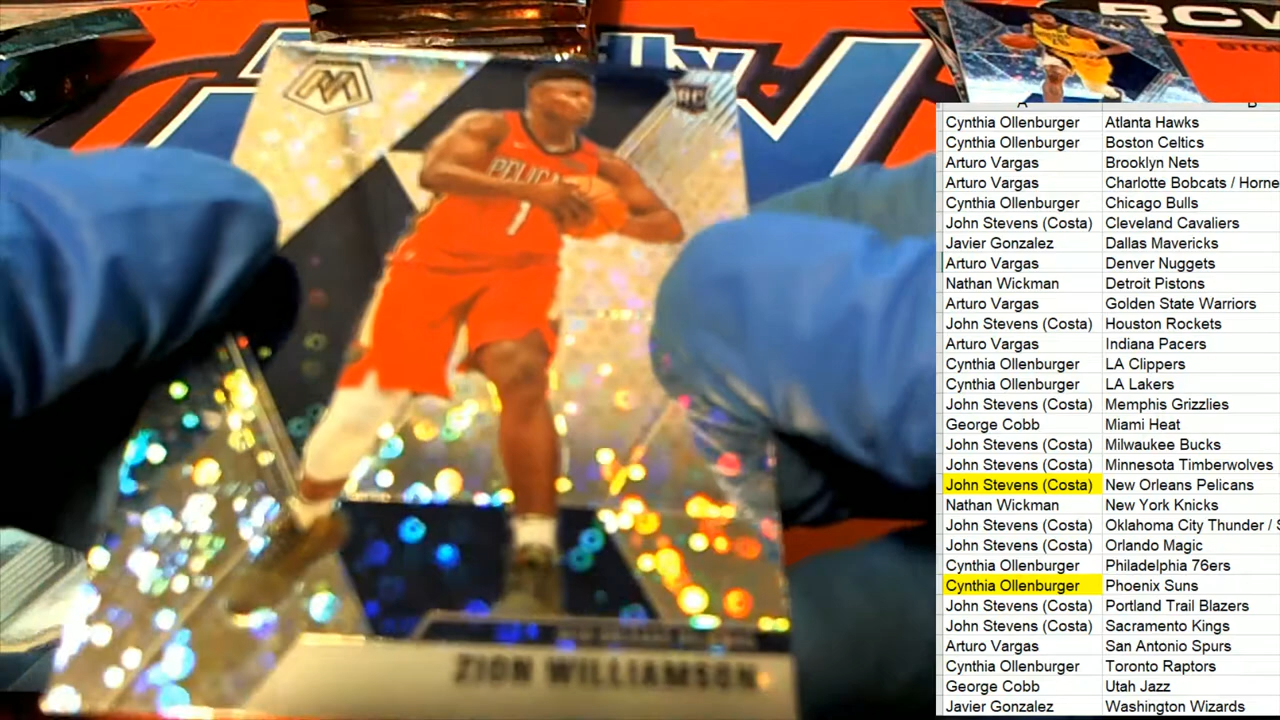 BCW
RC
PELICA
1
ZION WILLIAMSON
A B
Cynthia Ollenburger Atlanta Hawks
Cynthia Ollenburger Boston Celtics
Arturo Vargas Brooklyn Nets
Arturo Vargas Charlotte Bobcats / Horne
Cynthia Ollenburger Chicago Bulls
John Stevens (Costa) Cleveland Cavaliers
Javier Gonzalez Dallas Mavericks
Arturo Vargas Denver Nuggets
Nathan Wickman Detroit Pistons
Arturo Vargas Golden State Warriors
John Stevens (Costa) Houston Rockets
Arturo Vargas Indiana Pacers
Cynthia Ollenburger LA Clippers
Cynthia Ollenburger LA Lakers
John Stevens (Costa) Memphis Grizzlies
George Cobb Miami Heat
John Stevens (Costa) Milwaukee Bucks
John Stevens (Costa) Minnesota Timberwolves
John Stevens (Costa) New Orleans Pelicans
Nathan Wickman New York Knicks
John Stevens (Costa) Oklahoma City Thunder / S
John Stevens (Costa) Orlando Magic
Cynthia Ollenburger Philadelphia 76ers
Cynthia Ollenburger Phoenix Suns
John Stevens (Costa) Portland Trail Blazers
John Stevens (Costa) Sacramento Kings
Arturo Vargas San Antonio Spurs
Cynthia Ollenburger Toronto Raptors
George Cobb Utah Jazz
Javier Gonzalez Washington Wizards